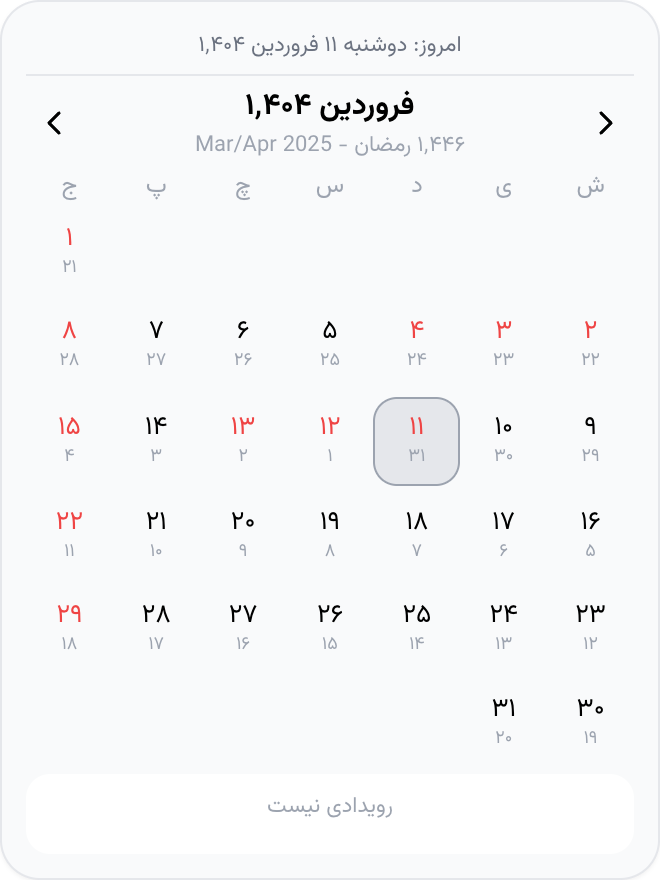 امروز: دوشنبه ۱۱ فروردین ۱,۴۰۴
فروردین ۱,۴۰۴
۱,۴۴۶ رمضان - Mar/Apr 2025
ش ی د س چ پ ج
۱
۲۱
۲ ۳ ۴ ۵ ۶ ۷ ۸
۲۲ ۲۳ ۲۴ ۲۵ ۲۶ ۲۷ ۲۸
۹ ۱۰ ۱۱ ۱۲ ۱۳ ۱۴ ۱۵
۲۹ ۳۰ ۳۱ ۱ ۲ ۳ ۴
۱۶ ۱۷ ۱۸ ۱۹ ۲۰ ۲۱ ۲۲
۵ ۶ ۷ ۸ ۹ ۱۰ ۱۱
۲۳ ۲۴ ۲۵ ۲۶ ۲۷ ۲۸ ۲۹
۱۲ ۱۳ ۱۴ ۱۵ ۱۶ ۱۷ ۱۸
۳۰ ۳۱
۱۹ ۲۰
رویدادی نیست